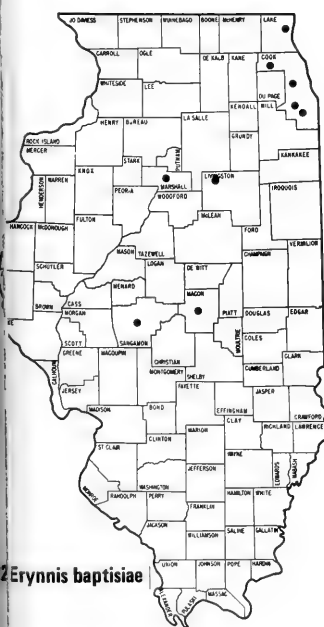 JO DAVIESS STEPHENSON WINNEBAGO BOONE McHENRY LAKE
CARROLL OGLE DE KALB KANE COOK
WHITESIDE LEE DU PAGE
KENDALL WILL
HENRY BUREAU LA SALLE
ROCK ISLAND GRUNDY
MERCER PUTNAM KANKAKEE
STARK
HENDERSON WARREN KNOX MARSHALL LIVINGSTON
PEORIA WOODFORD IROQUOIS
HANCOCK McDONOUGH FULTON McLEAN FORD
TAZEWELL VERMILION
MASON CHAMPAIGN
SCHUYLER LOGAN DE WITT
MENARD
BROWN CASS MACON PIATT DOUGLAS EDGAR
MORGAN
SCOTT SANGAMON MOULTRIE COLES
GREENE CHRISTIAN CLARK
CALHOUN MACOUPIN MONTGOMERY SHELBY CUMBERLAND
JERSEY FAYETTE JASPER
BOND EFFINGHAM CRAWFORD
MADISON CLAY RICHLAND LAWRENCE
CLINTON MARION
ST CLAIR WAYNE EDWARDS WABASH
WASHINGTON JEFFERSON
MONROE RANDOLPH PERRY HAMILTON WHITE
FRANKLIN
JACKSON SALINE GALLATIN
WILLIAMSON
UNION JOHNSON POPE HARDIN
ALEXANDER PULASKI MASSAC
2 Erynnis baptisiae